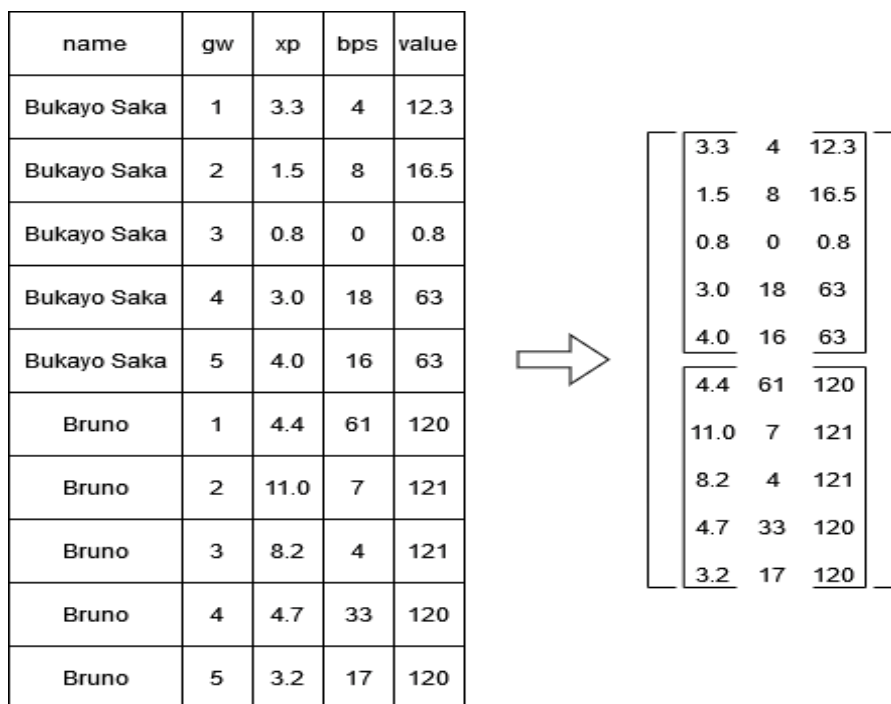 name gw xp bps value
Bukayo Saka 1 3.3 4 12.3
Bukayo Saka 2 1.5 8 16.5
Bukayo Saka 3 0.8 0 0.8
Bukayo Saka 4 3.0 18 63
Bukayo Saka 5 4.0 16 63
Bruno 1 4.4 61 120
Bruno 2 11.0 7 121
Bruno 3 8.2 4 121
Bruno 4 4.7 33 120
Bruno 5 3.2 17 120
3.3 4 12.3
1.5 8 16.5
0.8 0 0.8
3.0 18 63
4.0 16 63
4.4 61 120
11.0 7 121
8.2 4 121
4.7 33 120
3.2 17 120